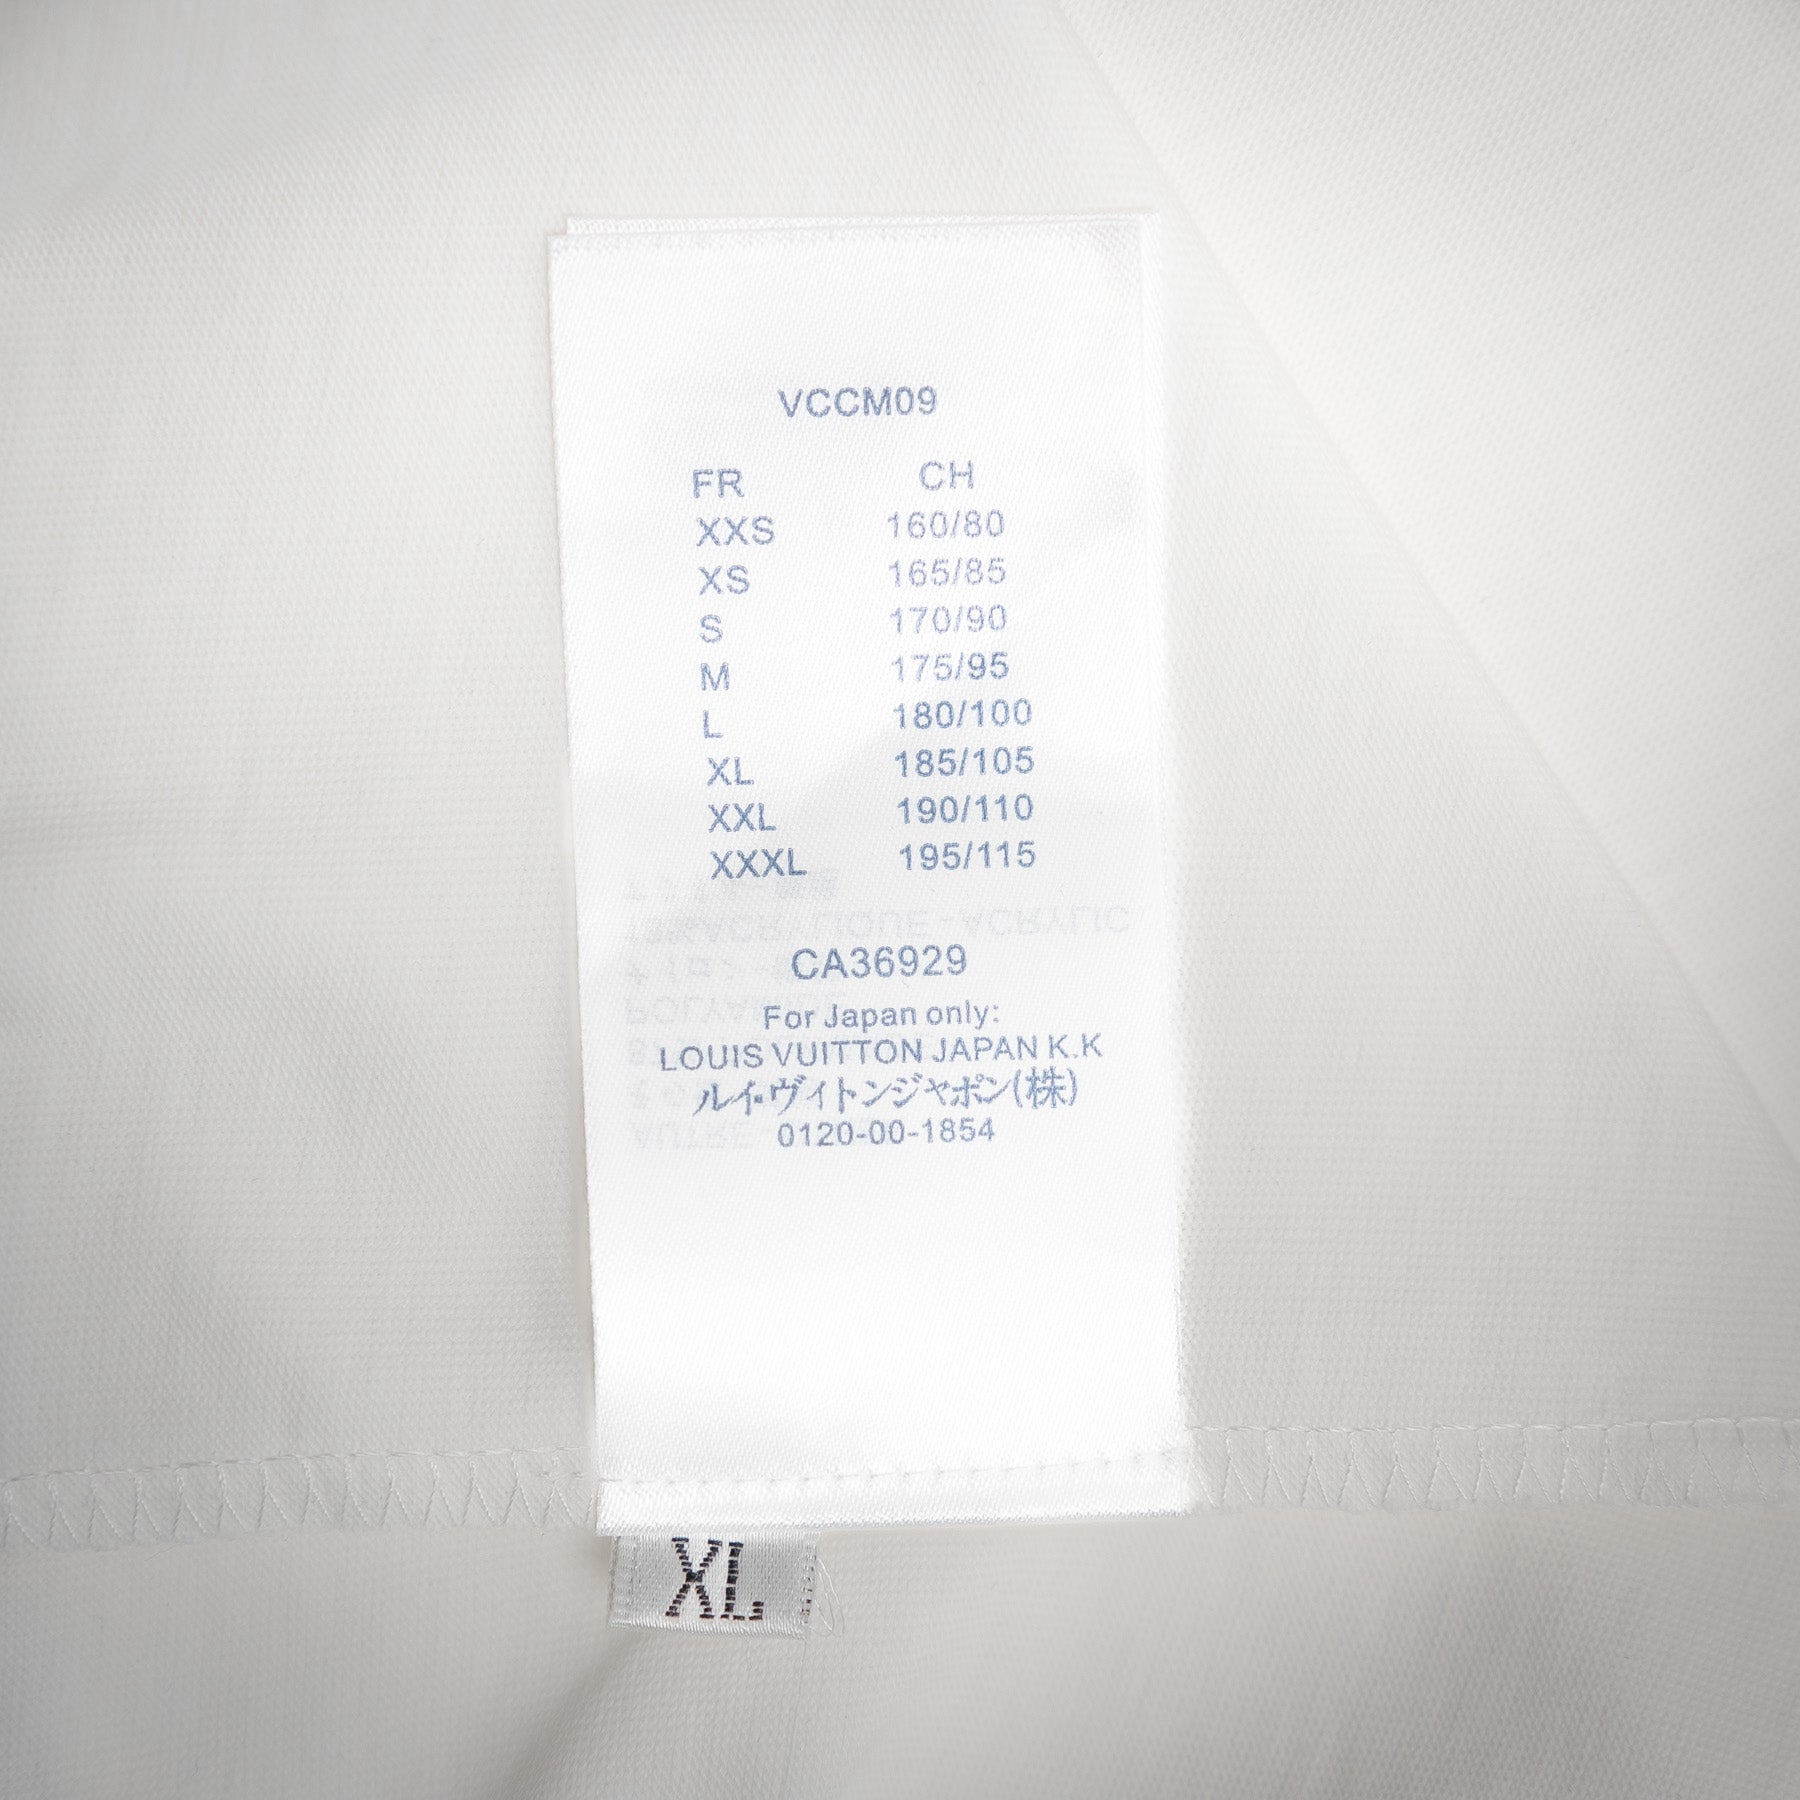 VCCM09
FR CH
XXS 160/80
XS 165/85
S 170/90
M 175/95
L 180/100
XL 185/105
XXL 190/110
XXXL 195/115
CA36929
For Japan only:
LOUIS VUITTON JAPAN K.K
ルイ・ヴィトンジャポン(株)
0120-00-1854
XL